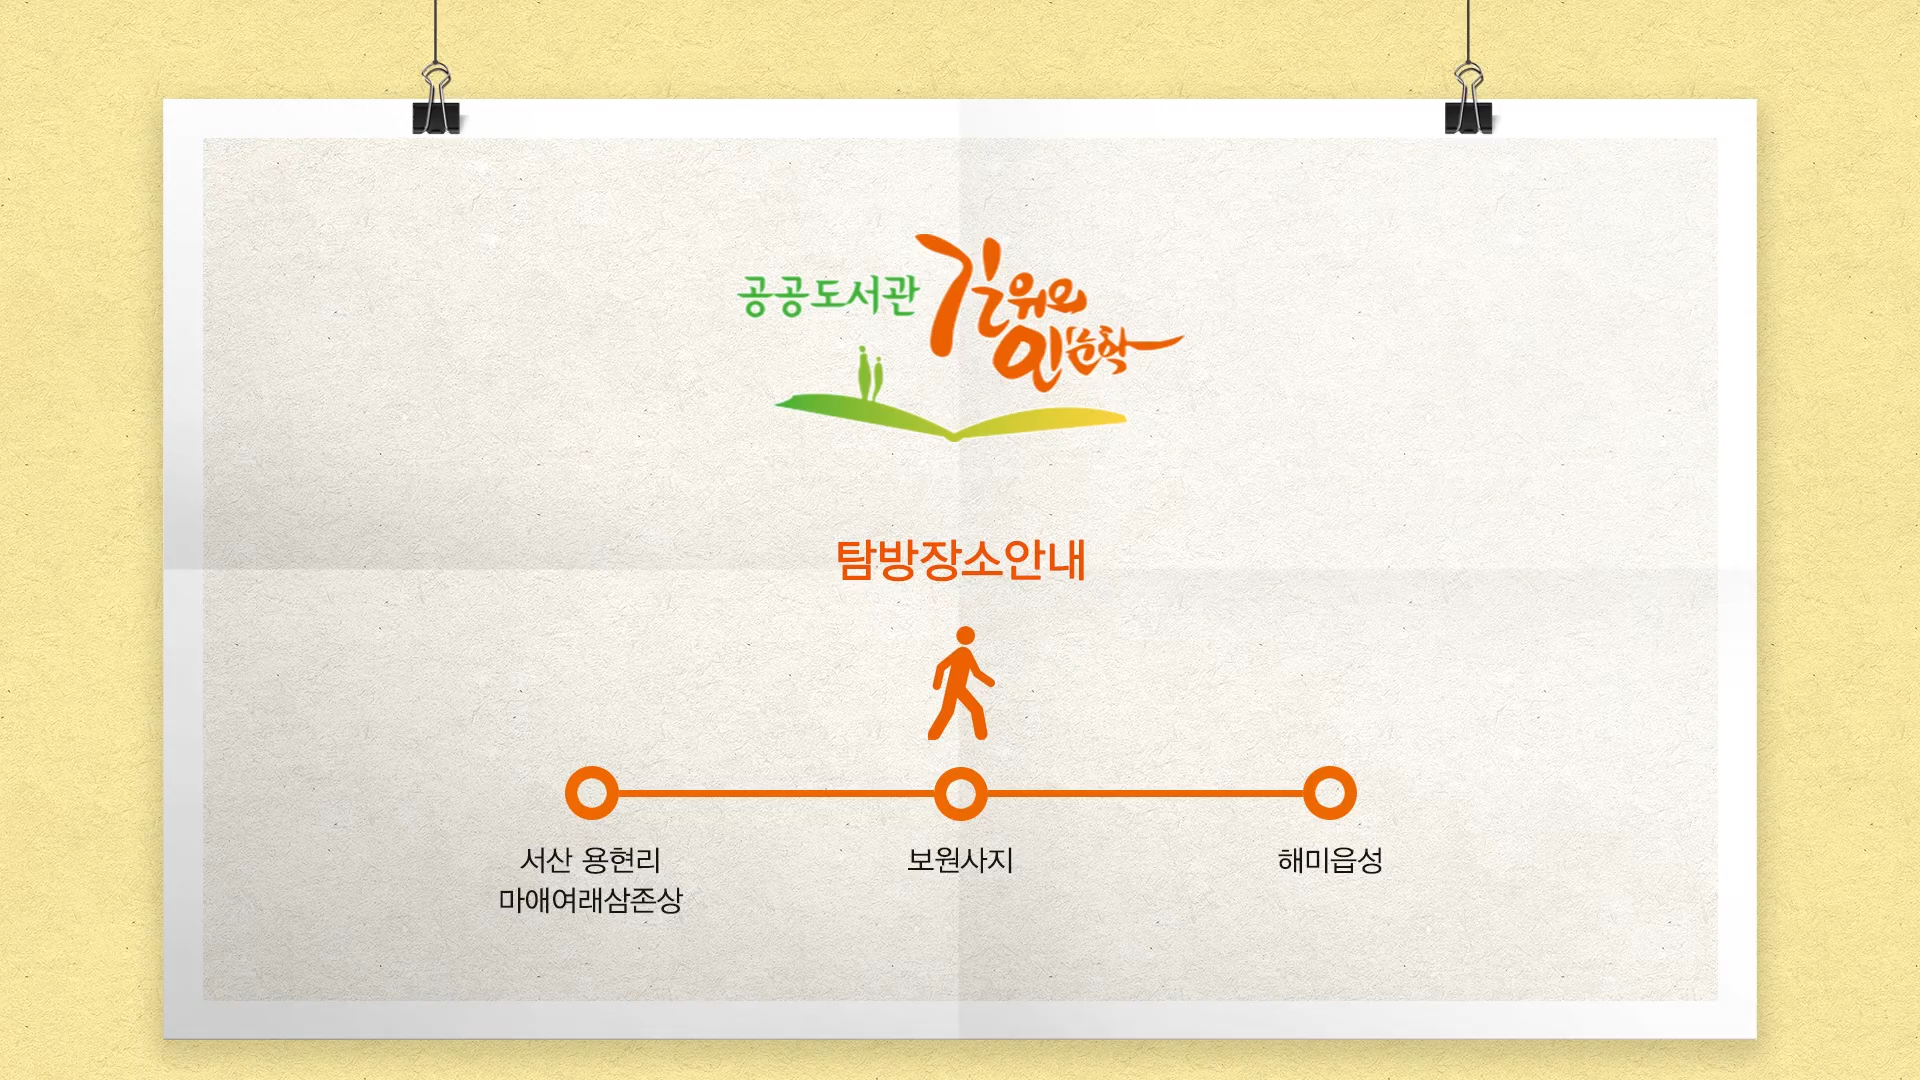 공공도서관 길 위의
인문학
탐방장소안내
서산 용현리
마애여래삼존상
보원사지
해미읍성